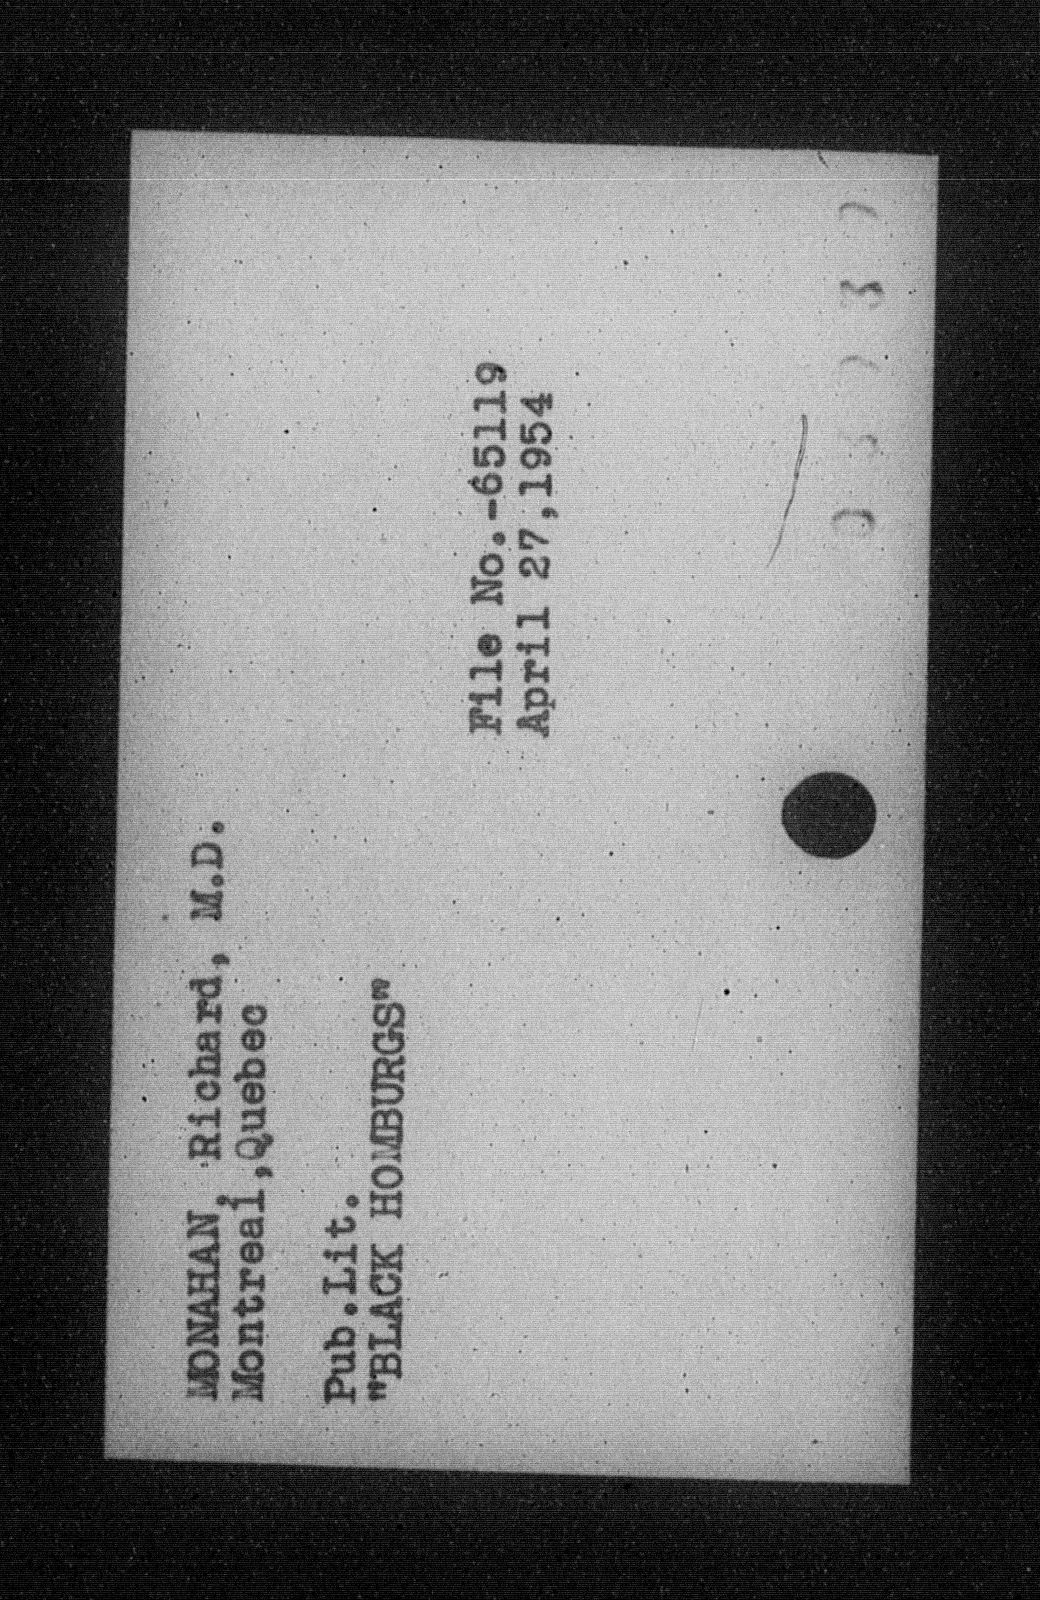 MONAHAN, Richard, M.D.
Montreal,Quebec
Pub.Lit.
"BLACK HOMBURGS"
File No.-65119
April 27,1954